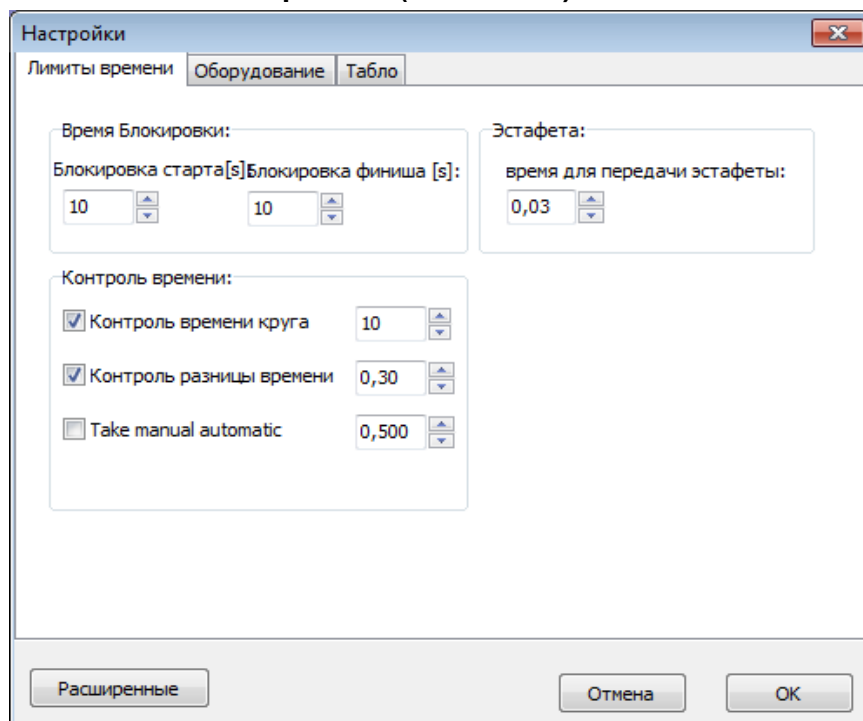 Настройки
Лимиты времени Оборудование Табло
Время Блокировки:
Блокировка старта[s] Блокировка финиша [s]:
10 10
Эстафета:
время для передачи эстафеты:
0,03
Контроль времени:
Контроль времени круга 10
Контроль разницы времени 0,30
Take manual automatic 0,500
Расширенные Отмена OK